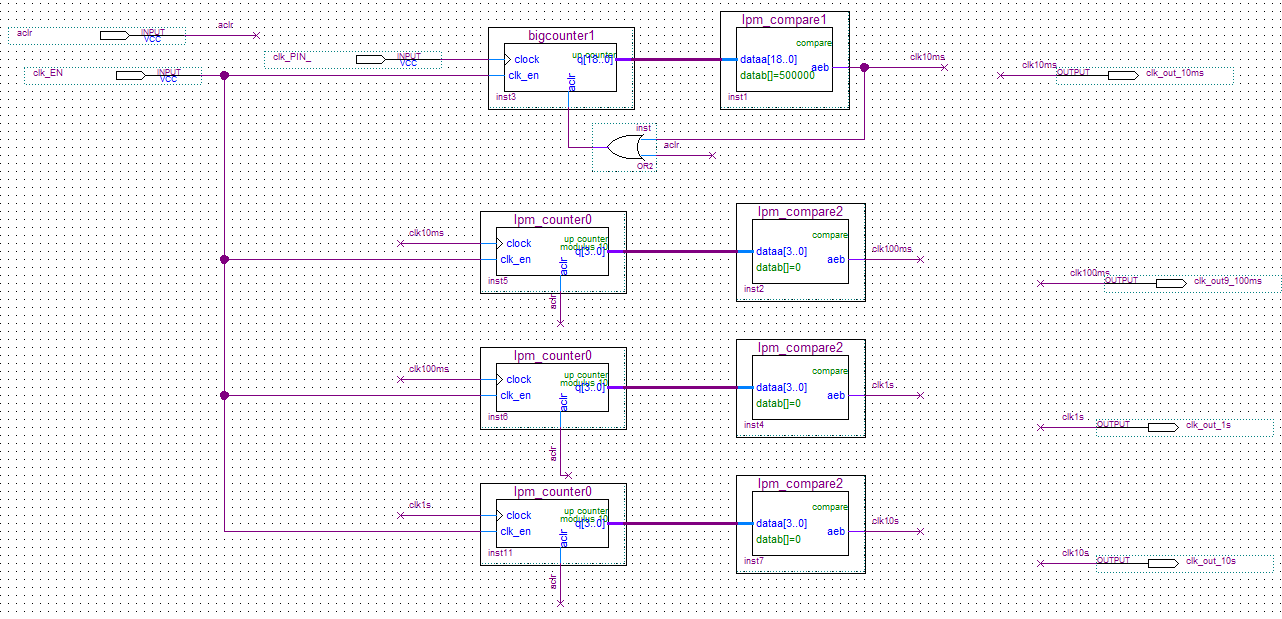 aclr
INPUT
VCC
aclr
clk_PIN_
INPUT
VCC
clk_EN
INPUT
VCC
bigcounter1
up counter
clock
q[18..0]
clk_en
aclr
inst3
lpm_compare1
compare
dataa[18..0]
aeb
datab[]=500000
inst1
clk10ms
clk10ms
OUTPUT
clk_out_10ms
inst
aclr
OR2
lpm_counter0
up counter
modulus 10
clk10ms
clock
q[3..0]
clk_en
aclr
inst5
aclr
lpm_compare2
compare
dataa[3..0]
aeb
datab[]=0
inst2
clk100ms
clk100ms
OUTPUT
clk_out9_100ms
lpm_counter0
up counter
modulus 10
clk100ms
clock
q[3..0]
clk_en
aclr
inst6
aclr
lpm_compare2
compare
dataa[3..0]
aeb
datab[]=0
inst4
clk1s
clk1s
OUTPUT
clk_out_1s
lpm_counter0
up counter
modulus 10
clk1s
clock
q[3..0]
clk_en
aclr
inst11
aclr
lpm_compare2
compare
dataa[3..0]
aeb
datab[]=0
inst7
clk10s
clk10s
OUTPUT
clk_out_10s